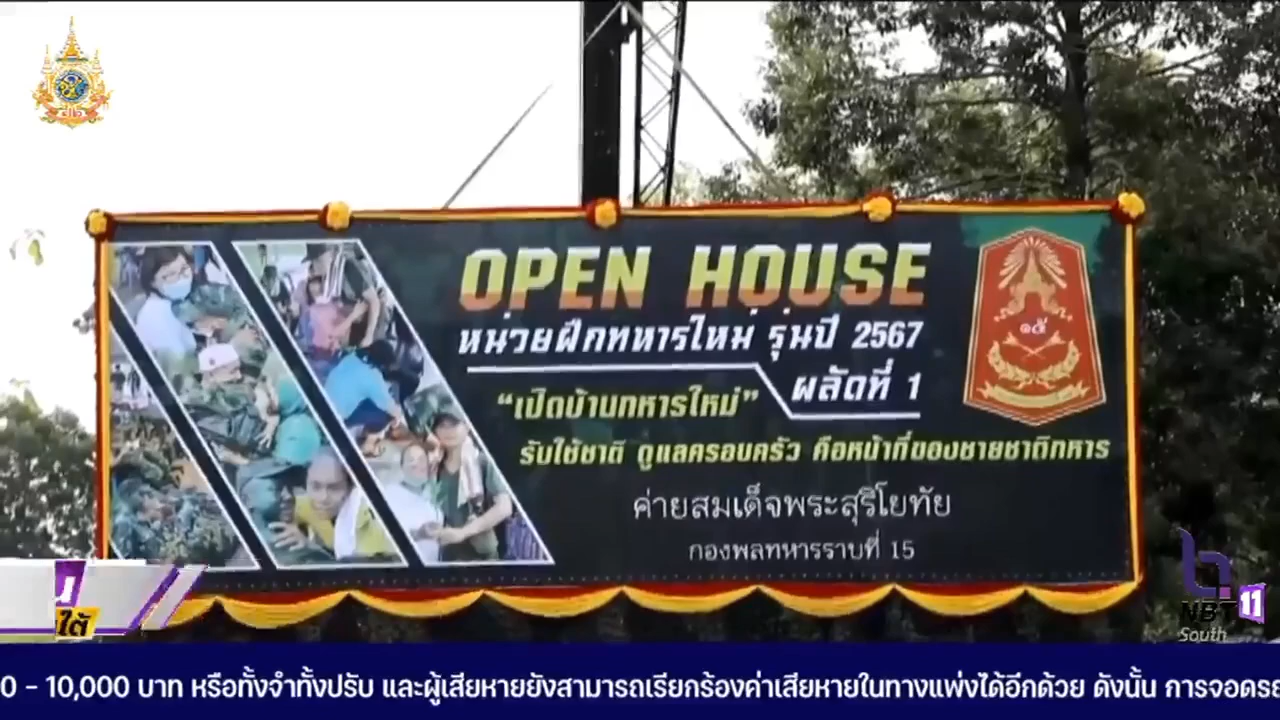 OPEN HOUSE
หน่วยฝึกทหารใหม่ รุ่นปี 2567
ผลัดที่ 1
“เปิดบ้านทหารใหม่”
รับใช้ชาติ ดูแลครอบครัว คือหน้าที่ของชายชาติทหาร
ค่ายสมเด็จพระสุริโยทัย
กองพลทหารราบที่ 15
๑๕
ใต้
NBT 11
South
0 - 10,000 บาท หรือทั้งจำทั้งปรับ และผู้เสียหายยังสามารถเรียกร้องค่าเสียหายในทางแพ่งได้อีกด้วย ดังนั้น การจอดรถ